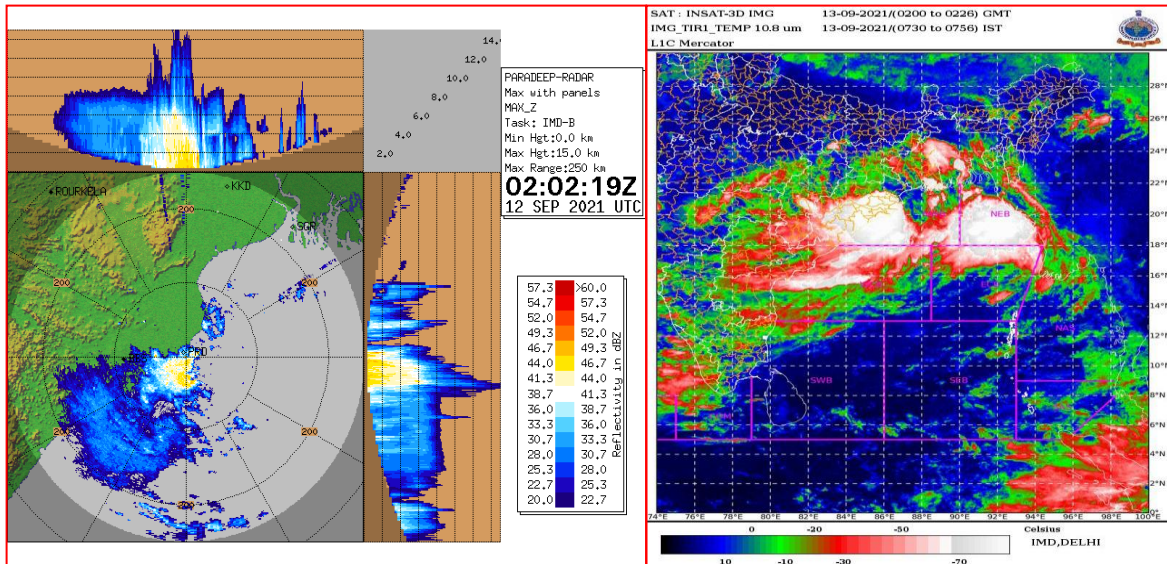 14.
12.0
10.0
8.0
6.0
4.0
2.0
PARADEEP-RADAR
Max with panels
MAX_Z
Task: IMD-B
Min Hgt:0.0 km
Max Hgt:15.0 km
Max Range:250 km
02:02:19Z
12 SEP 2021 UTC
ROURKELA
KKD
200
SGR
200
200
PRD
200
200
200
57.3 >60.0
54.7 57.3
52.0 54.7
49.3 52.0
46.7 49.3
41.3 46.7
41.3 44.0
38.7 41.3
36.0 38.7
33.3 36.0
30.7 33.3
28.0 30.7
25.3 28.0
22.7 25.3
20.0 22.7
Reflectivity in dBZ
SAT : INSAT-3D IMG 13-09-2021/(0200 to 0226) GMT
IMG_TIR1_TEMP 10.8 um 13-09-2021/(0730 to 0756) IST
L1C Mercator
28°N
26°N
24°N
22°N
20°N
18°N
16°N
14°N
12°N
10°N
8°N
6°N
4°N
2°N
0°
NEB
NAS
SWB
SEB
74°E 76°E 78°E 80°E 82°E 84°E 86°E 88°E 90°E 92°E 94°E 96°E 98°E 100°E
0 -20 -50 Celsius
10 -10 -30 -70
IMD,DELHI